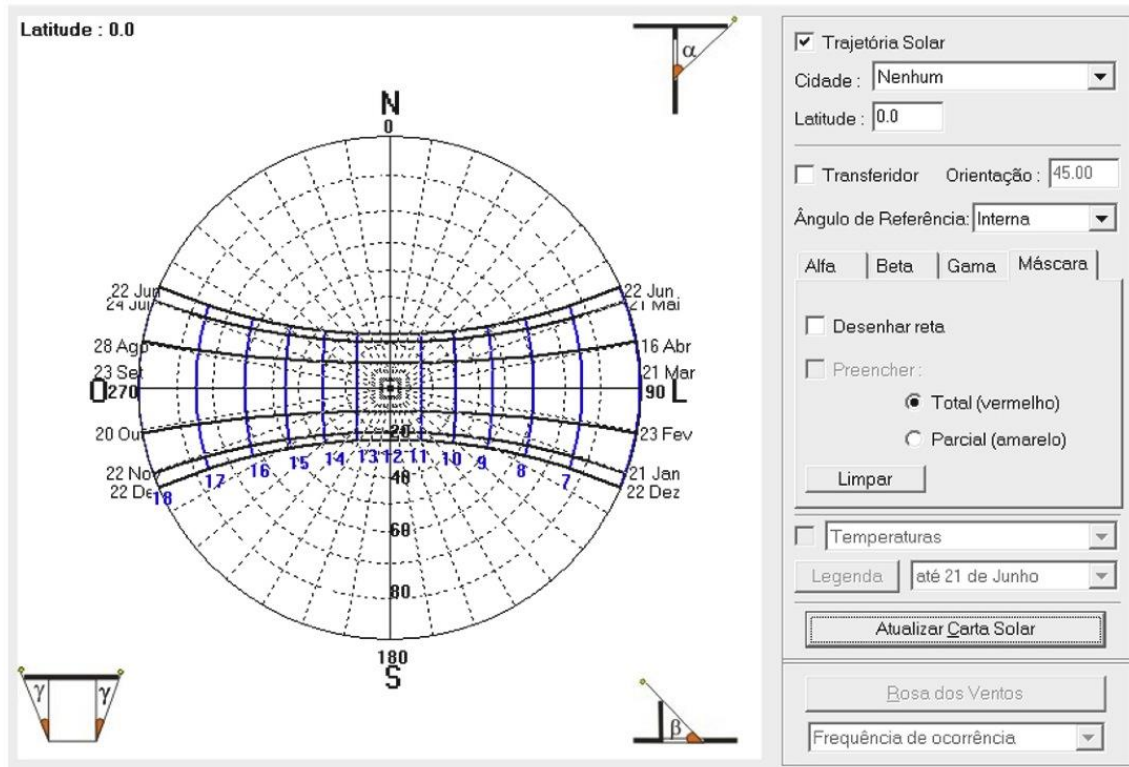 Latitude : 0.0
α
N
0
22 Jun
24 Jul
28 Ago
23 Set
O 270
20 Ou
22 No
22 De
22 Jun
21 Mai
16 Abr
21 Mar
90 L
23 Fev
21 Jan
22 Dez
18 17 16 15 14 13 12 11 10 9 8 7
20
40
60
80
180
S
γ γ
β
Trajetória Solar
Cidade : Nenhum
Latitude : 0.0
Transferidor Orientação : 45.00
Ângulo de Referência: Interna
Alfa Beta Gama Máscara
Desenhar reta
Preencher :
Total (vermelho)
Parcial (amarelo)
Limpar
Temperaturas
Legenda até 21 de Junho
Atualizar Carta Solar
Rosa dos Ventos
Frequência de ocorrência